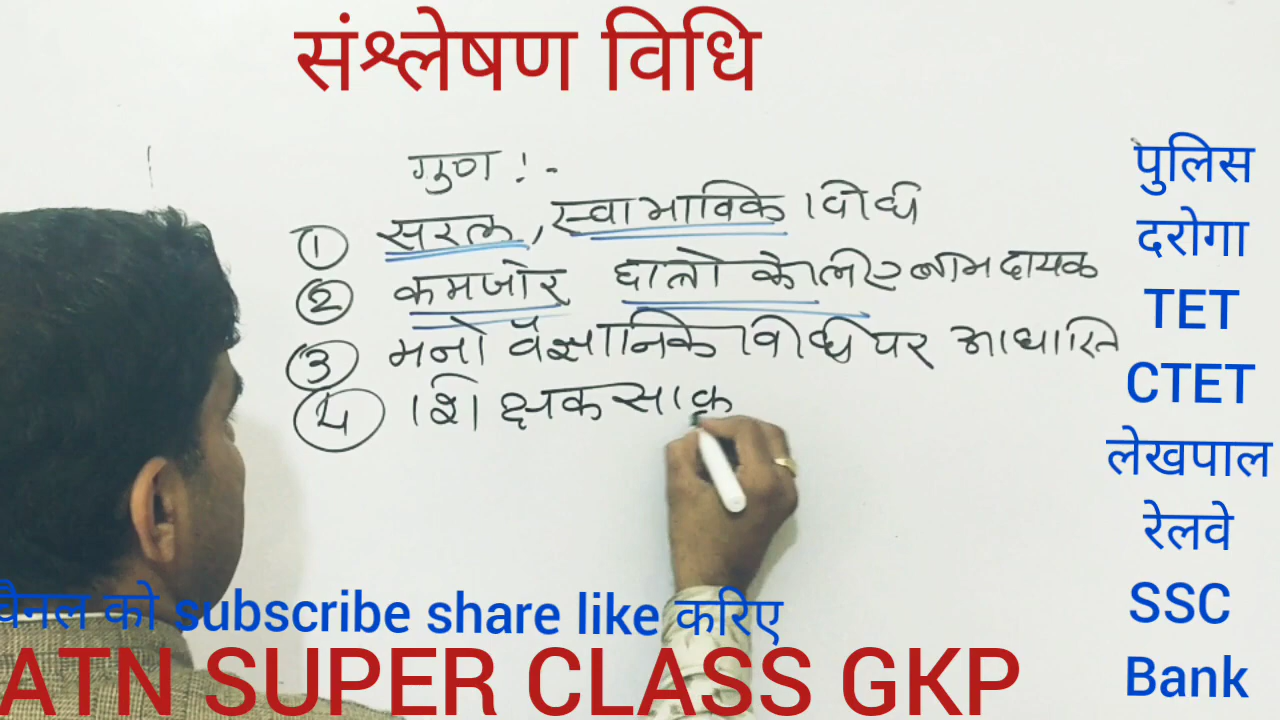 संश्लेषण विधि
गुण :-
① सरल, स्वाभाविक विधि
② कमजोर छात्रो के लिए लाभ दायक
③ मनो वैज्ञानिक विधि पर आधारित
④ शिक्षक सक्रि
पुलिस
दरोगा
TET
CTET
लेखपाल
रेलवे
SSC
Bank
चैनल को subscribe share like करिए
ATN SUPER CLASS GKP